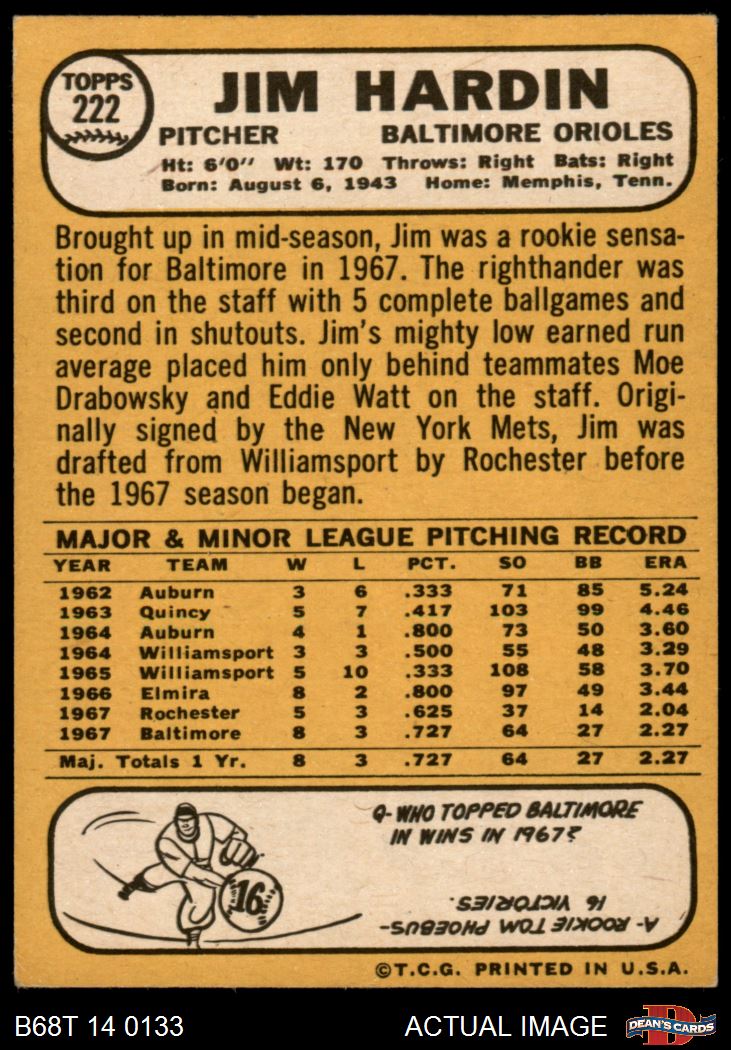 TOPPS
222
JIM HARDIN
PITCHER BALTIMORE ORIOLES
Ht: 6'0" Wt: 170 Throws: Right Bats: Right
Born: August 6, 1943 Home: Memphis, Tenn.
Brought up in mid-season, Jim was a rookie sensa-
tion for Baltimore in 1967. The righthander was
third on the staff with 5 complete ballgames and
second in shutouts. Jim's mighty low earned run
average placed him only behind teammates Moe
Drabowsky and Eddie Watt on the staff. Origi-
nally signed by the New York Mets, Jim was
drafted from Williamsport by Rochester before
the 1967 season began.
MAJOR & MINOR LEAGUE PITCHING RECORD
YEAR TEAM W L PCT. SO BB ERA
1962 Auburn 3 6 .333 71 85 5.24
1963 Quincy 5 7 .417 103 99 4.46
1964 Auburn 4 1 .800 73 50 3.60
1964 Williamsport 3 3 .500 55 48 3.29
1965 Williamsport 5 10 .333 108 58 3.70
1966 Elmira 8 2 .800 97 49 3.44
1967 Rochester 5 3 .625 37 14 2.04
1967 Baltimore 8 3 .727 64 27 2.27
Maj. Totals 1 Yr. 8 3 .727 64 27 2.27
16
Q- WHO TOPPED BALTIMORE
IN WINS IN 1967?
A- ROOKIE TOM PHOEBUS-
16 VICTORIES.
©T.C.G. PRINTED IN U.S.A.
B68T 14 0133 ACTUAL IMAGE
D
DEAN'S CARDS